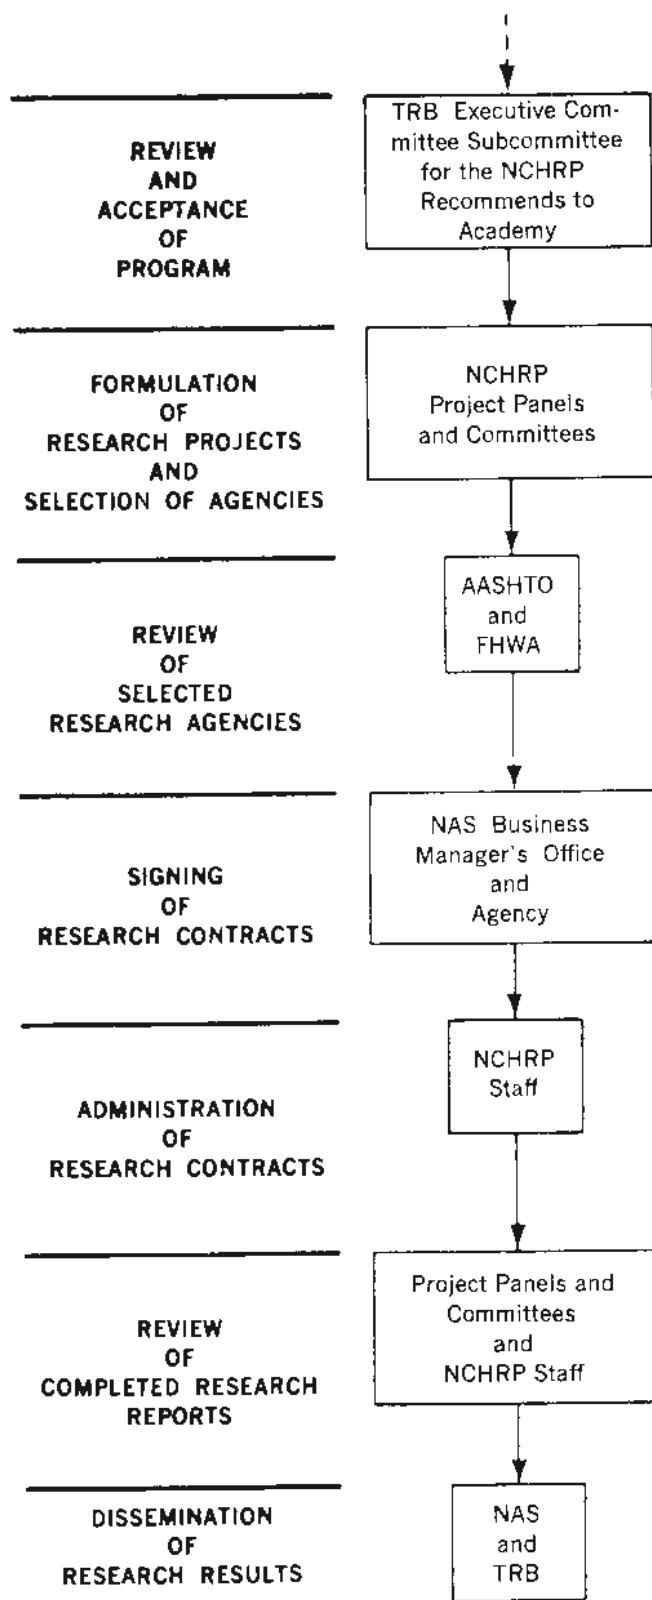 REVIEW
AND
ACCEPTANCE
OF
PROGRAM
TRB Executive Com-
mittee Subcommittee
for the NCHRP
Recommends to
Academy
FORMULATION
OF
RESEARCH PROJECTS
AND
SELECTION OF AGENCIES
NCHRP
Project Panels
and Committees
REVIEW
OF
SELECTED
RESEARCH AGENCIES
AASHTO
and
FHWA
SIGNING
OF
RESEARCH CONTRACTS
NAS Business
Manager's Office
and
Agency
ADMINISTRATION
OF
RESEARCH CONTRACTS
NCHRP
Staff
REVIEW
OF
COMPLETED RESEARCH
REPORTS
Project Panels and
Committees
and
NCHRP Staff
DISSEMINATION
OF
RESEARCH RESULTS
NAS
and
TRB